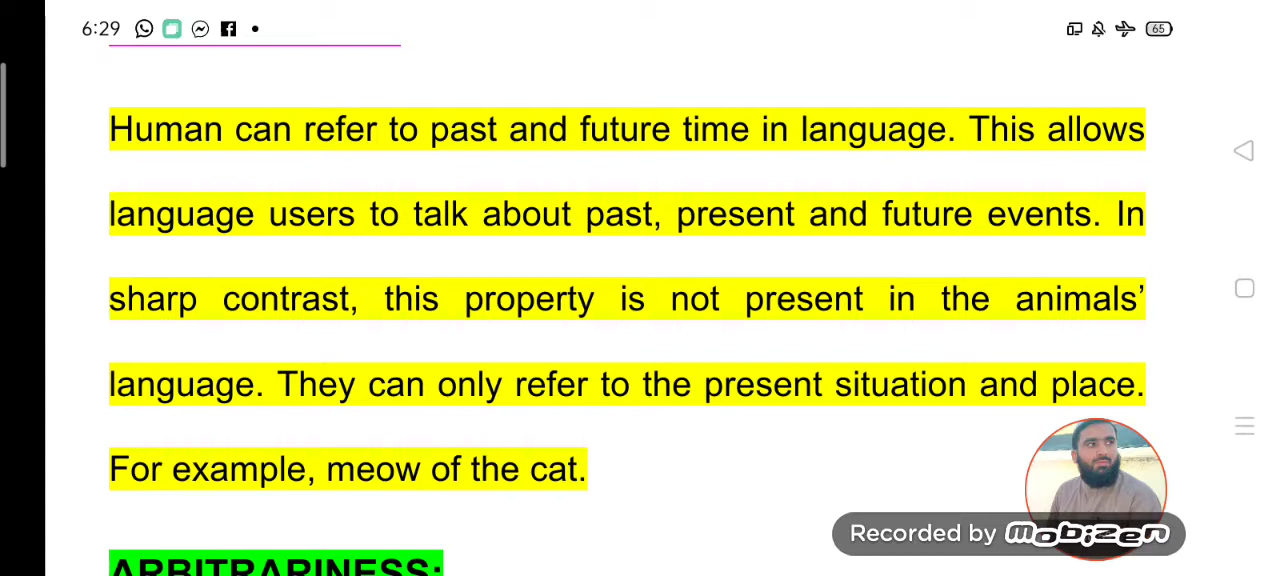 6:29
65
Human can refer to past and future time in language. This allows
language users to talk about past, present and future events. In
sharp contrast, this property is not present in the animals’
language. They can only refer to the present situation and place.
For example, meow of the cat.
Recorded by mobizen
ARBITRARINESS: